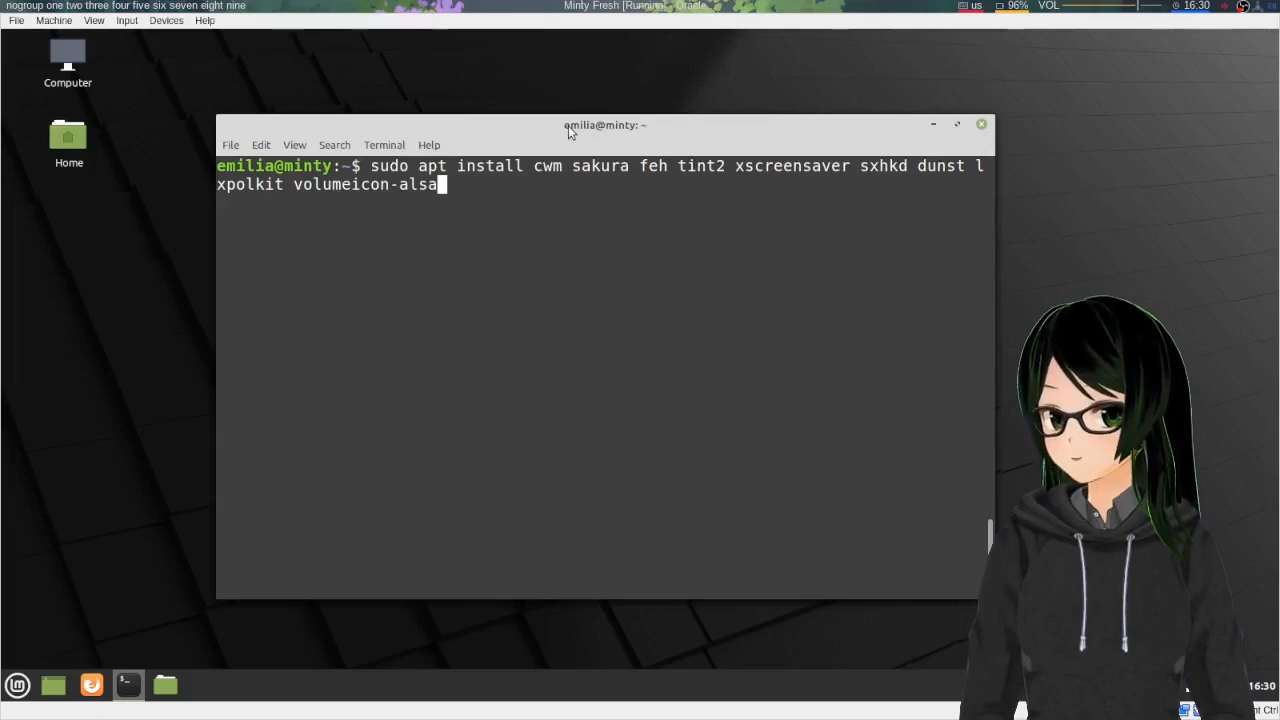 nogroup one two three four five six seven eight nine
Minty Fresh [Running] - Oracle
us
96%
VOL
16:30
File Machine View Input Devices Help
Computer
Home
emilia@minty: ~
File Edit View Search Terminal Help
emilia@minty:~$ sudo apt install cwm sakura feh tint2 xscreensaver sxhkd dunst l
xpolkit volumeicon-alsa
16:30
nt Ctrl